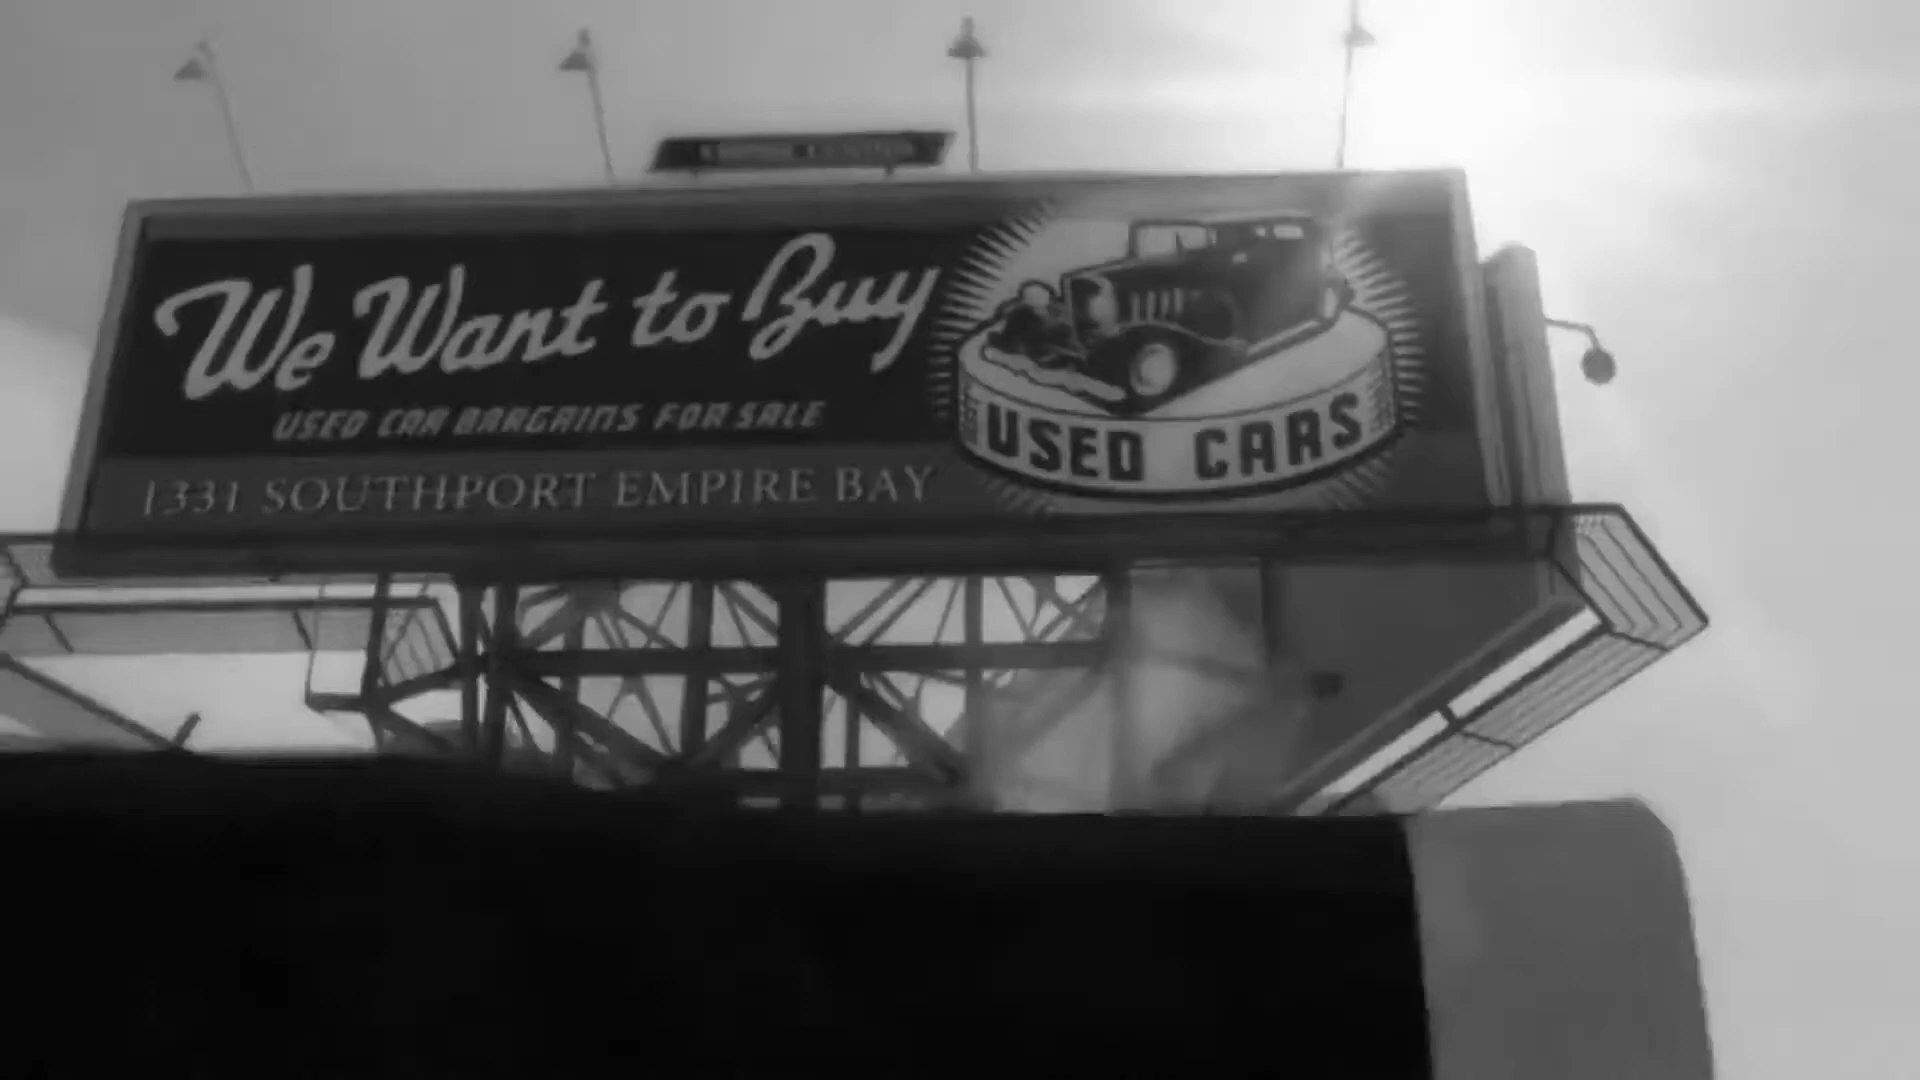 We Want to Buy
USED CAR BARGAINS FOR SALE
1331 SOUTHPORT EMPIRE BAY
USED CARS